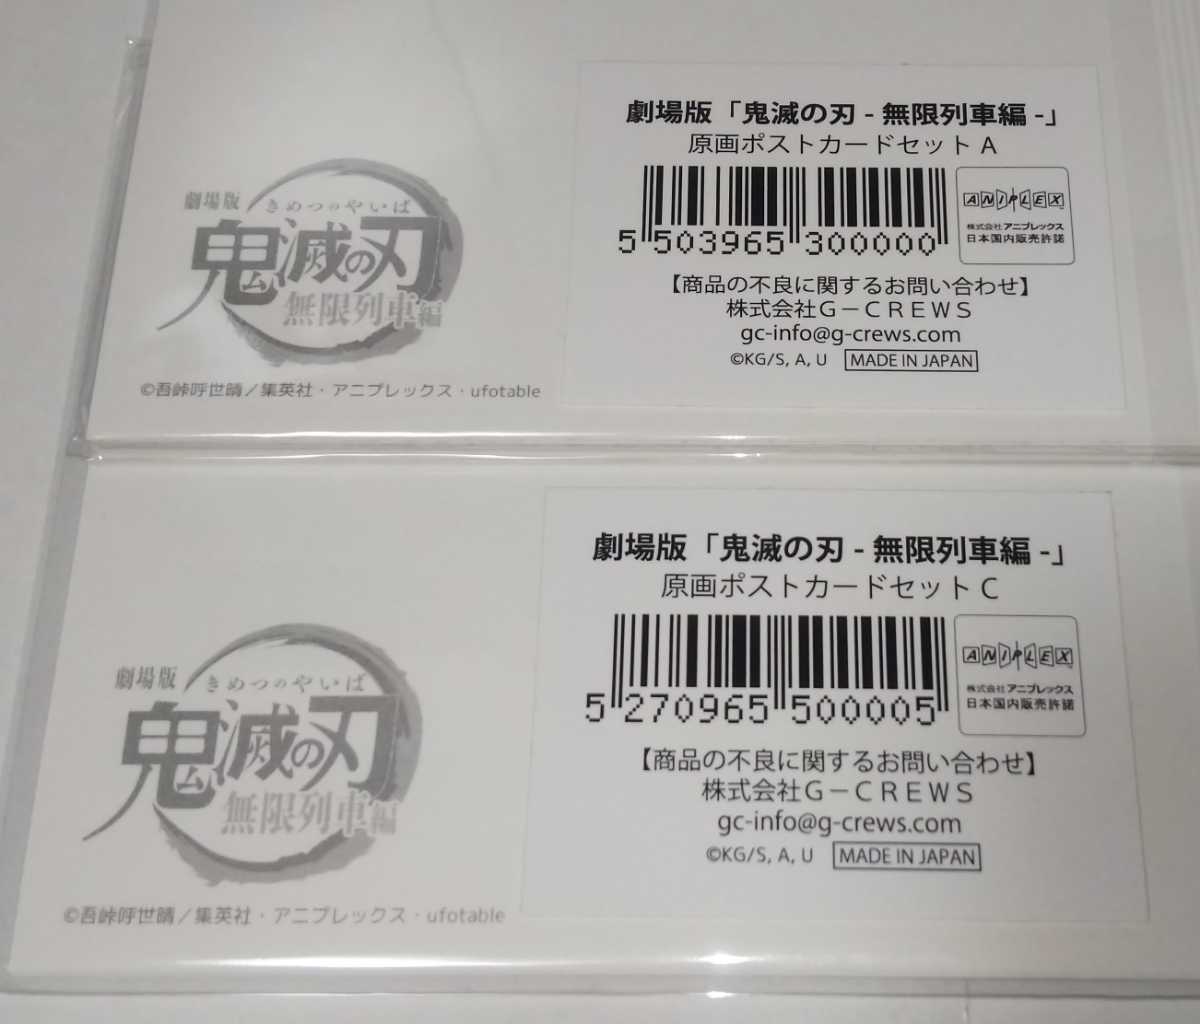 劇場版
きめつのやいば
鬼滅の刃
無限列車編
©吾峠呼世晴／集英社・アニプレックス・ufotable
劇場版「鬼滅の刃 - 無限列車編 -」
原画ポストカードセット A
5 503965 300000
ANIPLEX
株式会社 アニプレックス
日本国内販売許諾
【商品の不良に関するお問い合わせ】
株式会社G－CREWS
gc-info@g-crews.com
©KG/S, A, U MADE IN JAPAN
劇場版
きめつのやいば
鬼滅の刃
無限列車編
©吾峠呼世晴／集英社・アニプレックス・ufotable
劇場版「鬼滅の刃 - 無限列車編 -」
原画ポストカードセット C
5 270965 500005
ANIPLEX
株式会社 アニプレックス
日本国内販売許諾
【商品の不良に関するお問い合わせ】
株式会社G－CREWS
gc-info@g-crews.com
©KG/S, A, U MADE IN JAPAN